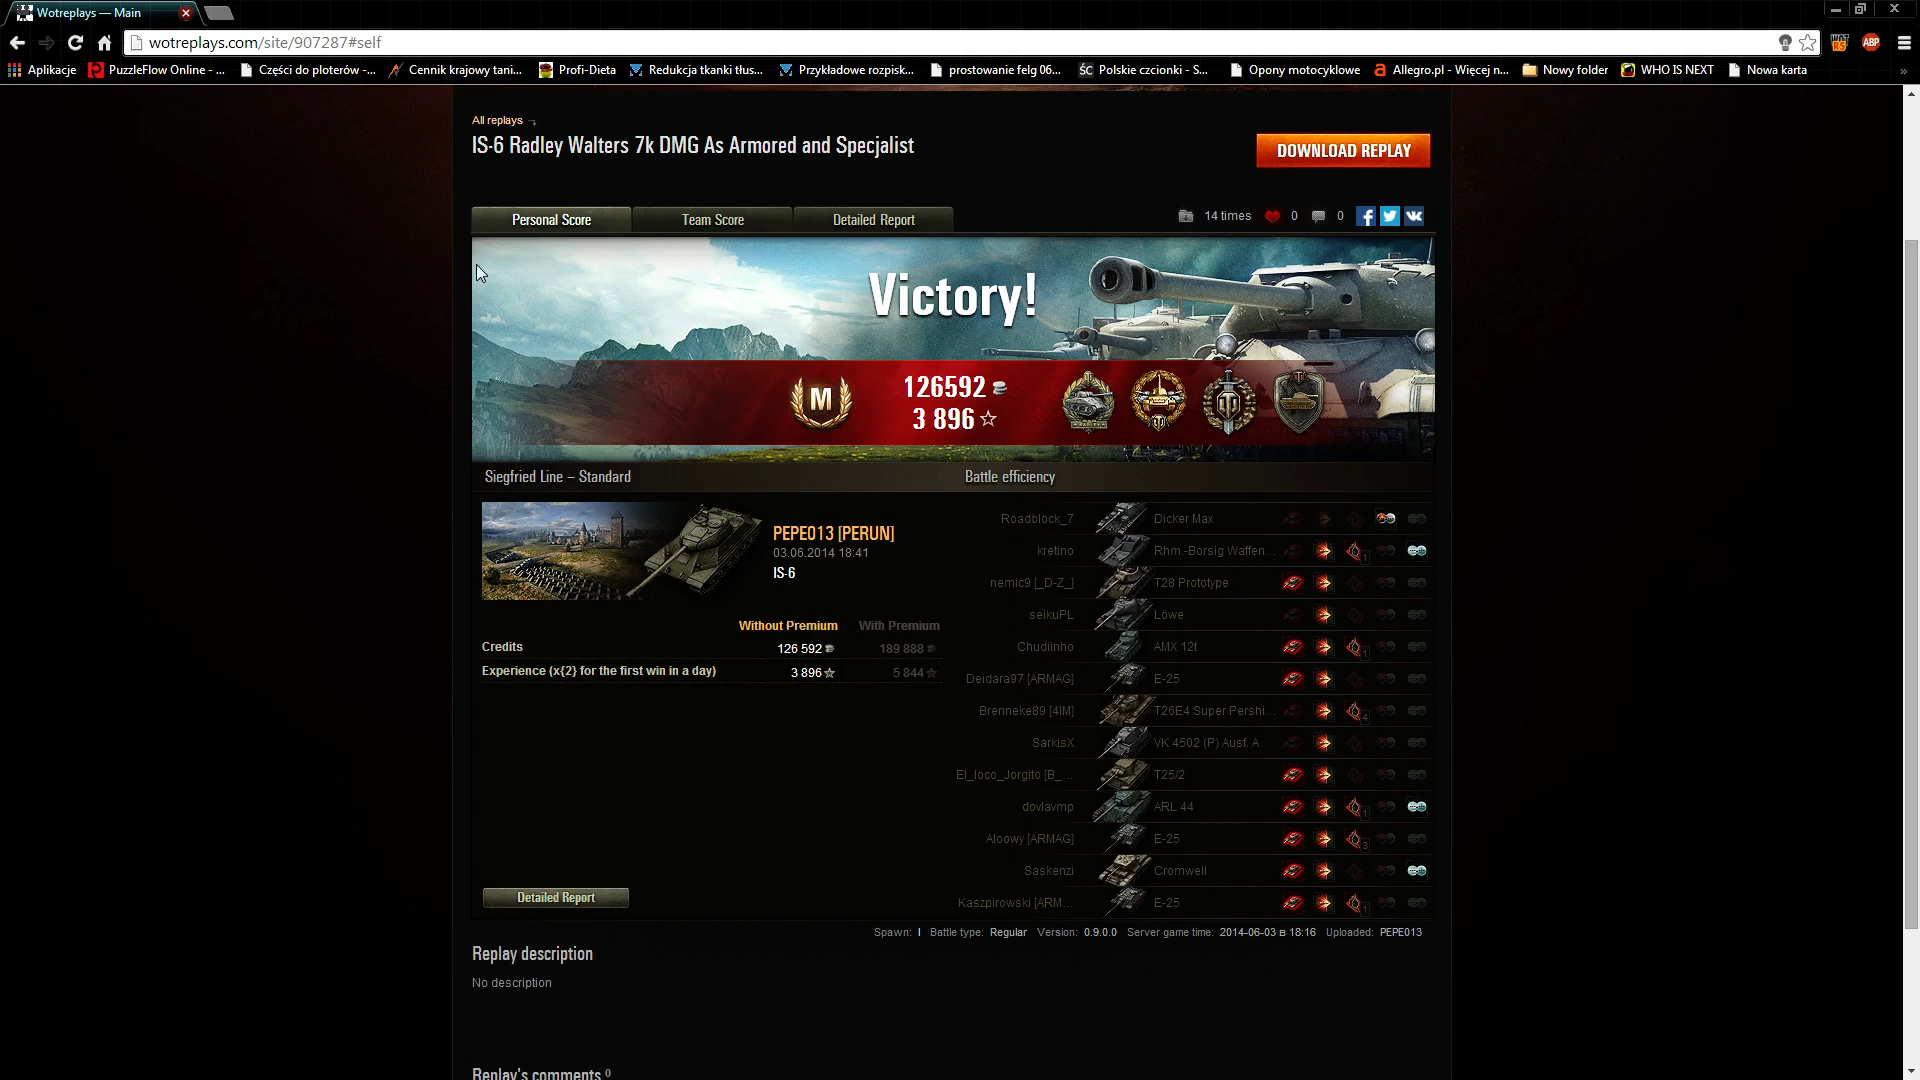 Wotreplays — Main
wotreplays.com/site/907287#self
Aplikacje PuzzleFlow Online - ... Części do ploterów -... Cennik krajowy tani... Profi-Dieta Redukcja tkanki tłus... Przykładowe rozpisk... prostowanie felg 06... Polskie czcionki - S... Opony motocyklowe Allegro.pl - Więcej n... Nowy folder WHO IS NEXT Nowa karta
All replays
IS-6 Radley Walters 7k DMG As Armored and Specjalist
DOWNLOAD REPLAY
Personal Score Team Score Detailed Report 14 times 0 0
Victory!
M 126592
3 896
Siegfried Line – Standard Battle efficiency
PEPE013 [PERUN]
03.06.2014 18:41
IS-6
Without Premium With Premium
Credits 126 592 189 888
Experience (x{2} for the first win in a day) 3 896 5 844
Detailed Report
Roadblock_7 Dicker Max
kretino Rhm.-Borsig Waffen... 1
nemic9 [_D-Z_] T28 Prototype
seikuPL Löwe
Chudiinho AMX 12t 1
Deidara97 [ARMAG] E-25
Brenneke89 [4IM] T26E4 Super Pershi... 4
SarkisX VK 4502 (P) Ausf. A
El_loco_Jorgito [B_... T25/2
dovlavmp ARL 44 1
Aloowy [ARMAG] E-25 3
Saskenzi Cromwell
Kaszpirowski [ARM... E-25 1
Spawn: I Battle type: Regular Version: 0.9.0.0 Server game time: 2014-06-03 в 18:16 Uploaded: PEPE013
Replay description
No description
Replay's comments 0